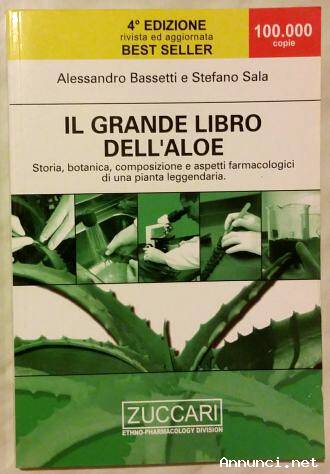 4° EDIZIONE
rivista ed aggiornata
BEST SELLER
100.000
copie
Alessandro Bassetti e Stefano Sala
IL GRANDE LIBRO
DELL'ALOE
Storia, botanica, composizione e aspetti farmacologici
di una pianta leggendaria.
ZUCCARI
ETHNO-PHARMACOLOGY DIVISION
Annunci.net